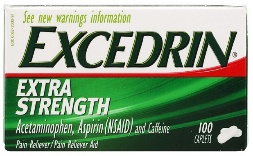 See new warnings information
EXCEDRIN®
EXTRA
STRENGTH
Acetaminophen, Aspirin (NSAID) and Caffeine
Pain Reliever/Pain Reliever Aid
100
CAPLETS